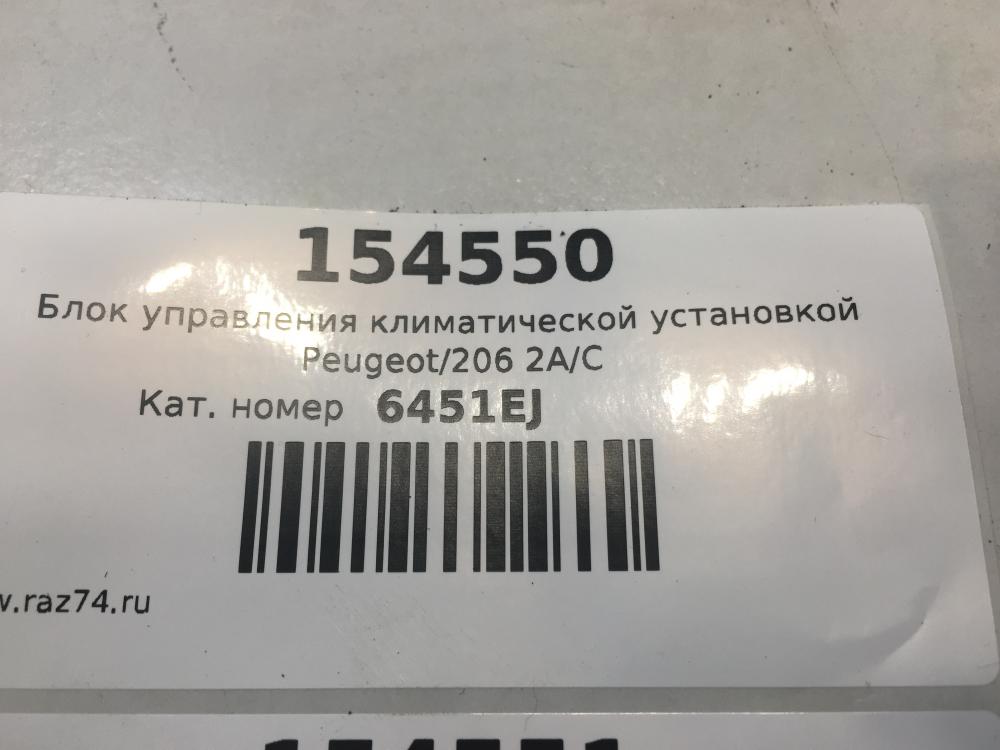 154550
Блок управления климатической установкой
Peugeot/206 2A/C
Кат. номер 6451EJ
w.raz74.ru